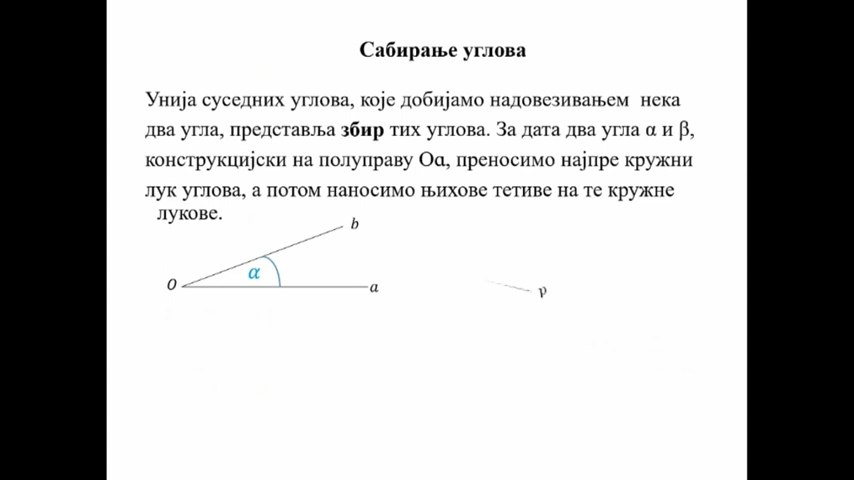 Сабирање углова
Унија суседних углова, које добијамо надовезивањем нека
два угла, представља збир тих углова. За дата два угла α и β,
конструкцијски на полуправу Оɑ, преносимо најпре кружни
лук углова, а потом наносимо њихове тетиве на те кружне
лукове.
b
α
O
a
p